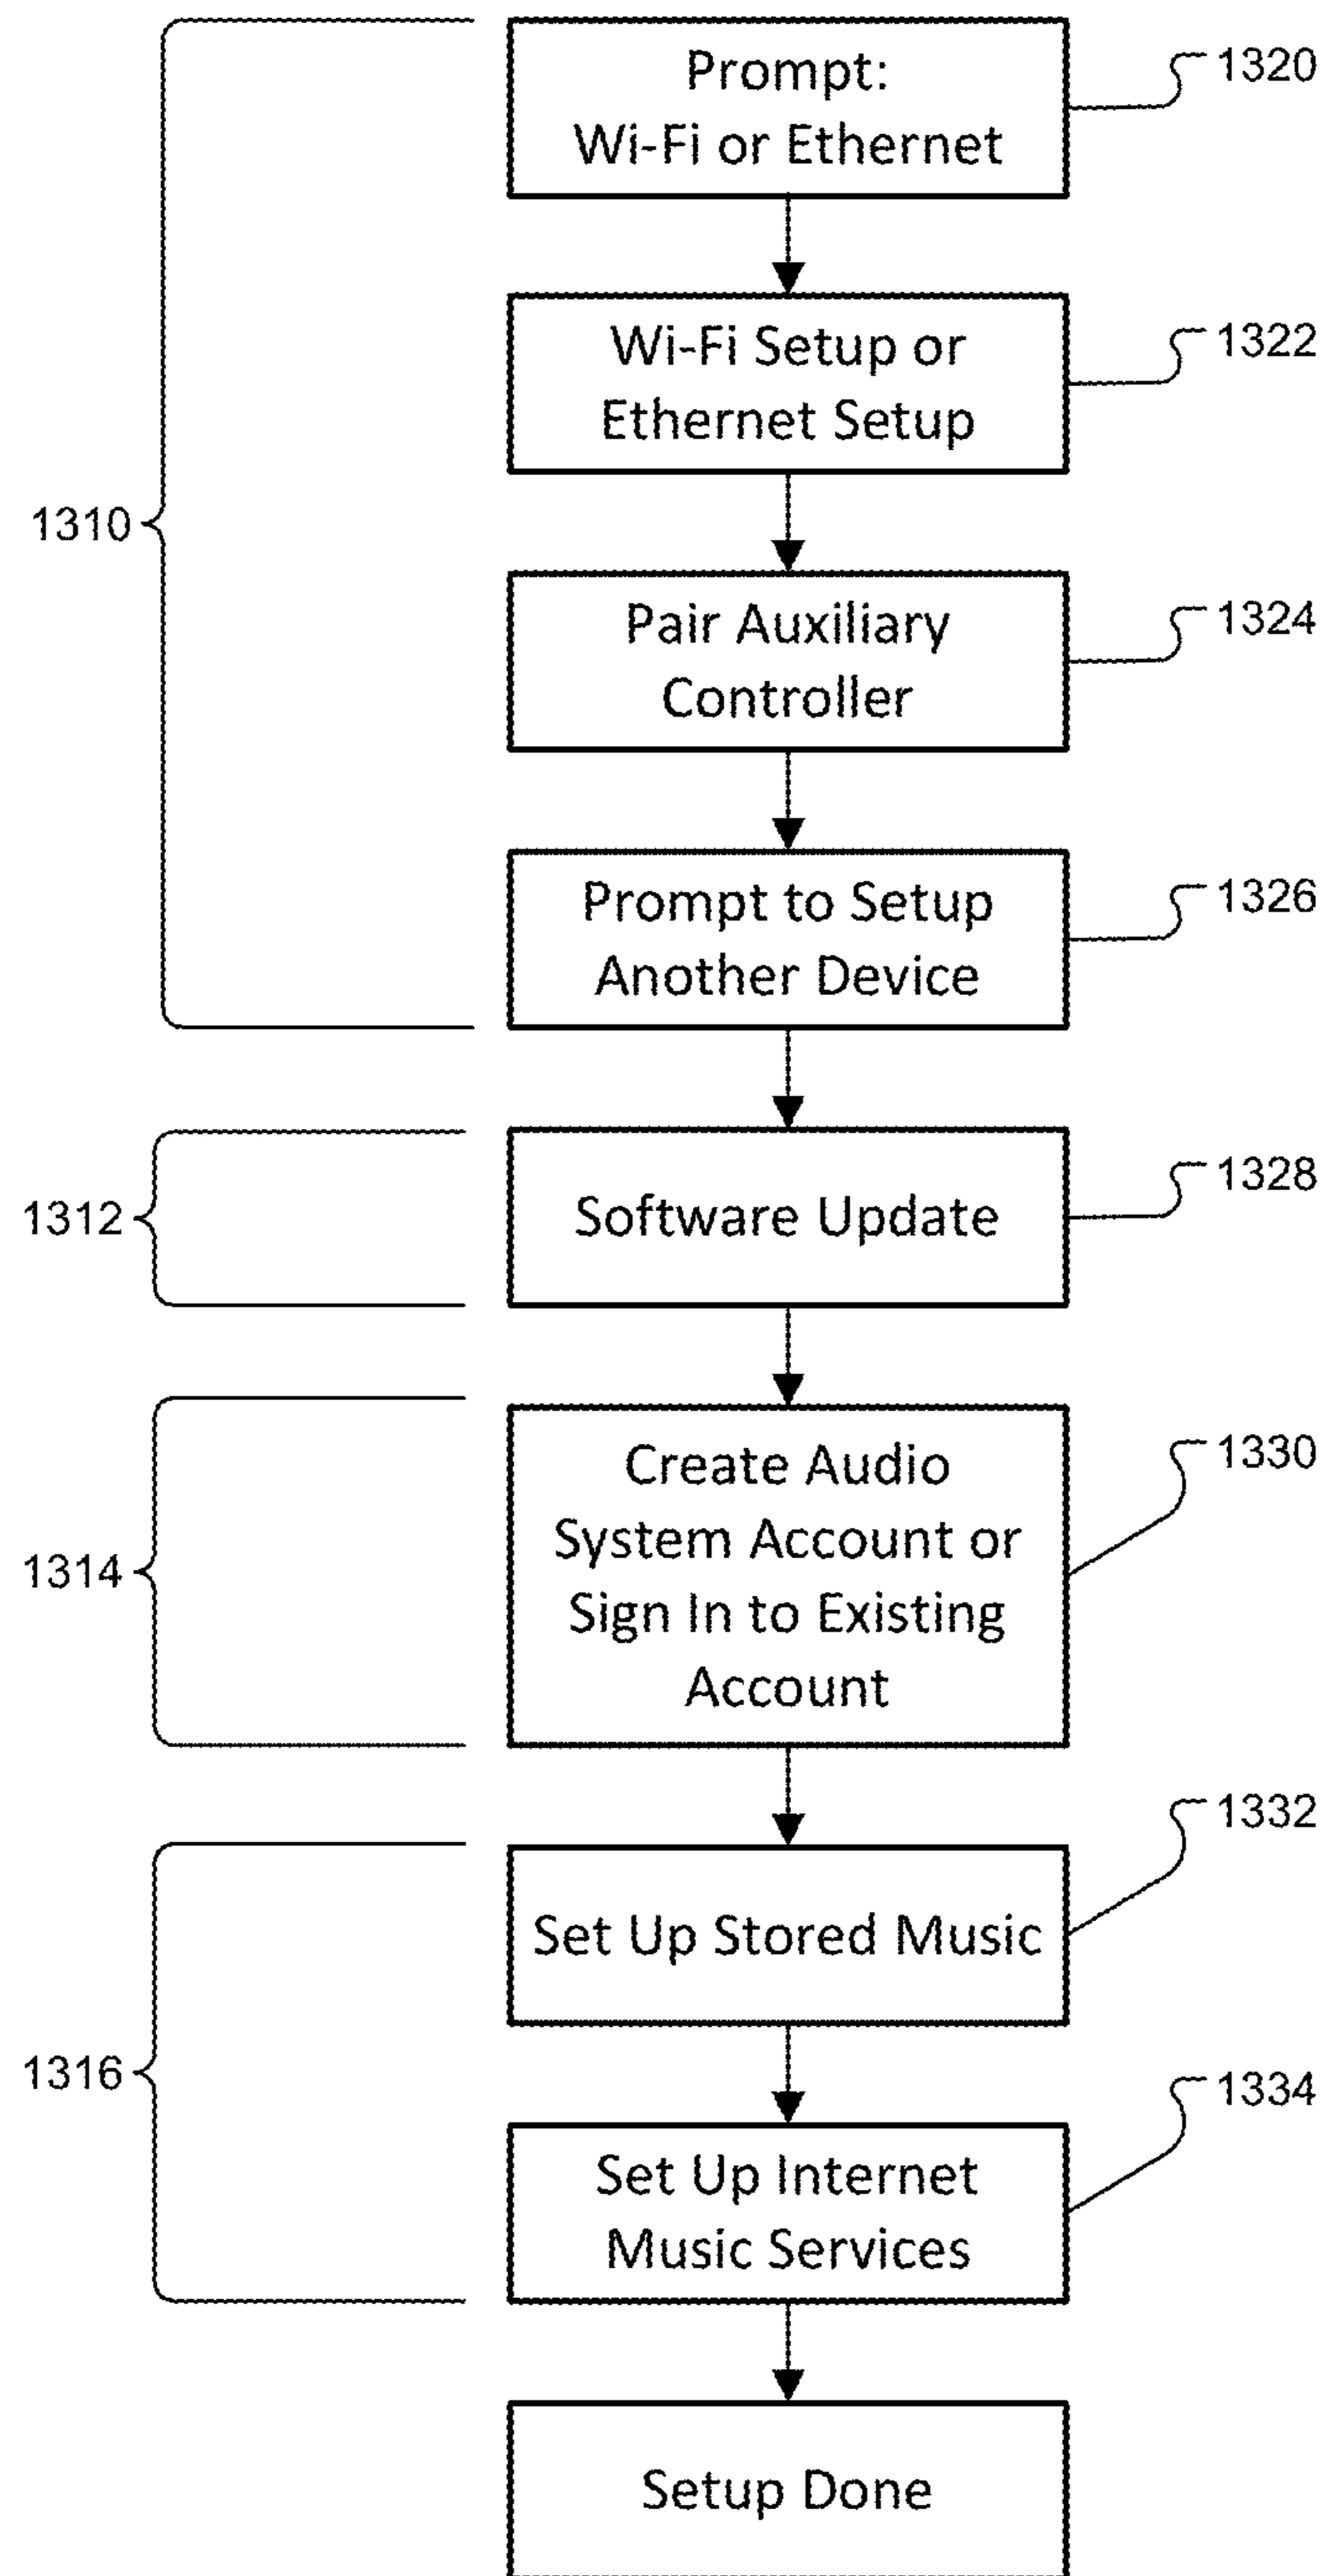 Prompt:
Wi-Fi or Ethernet
1320
Wi-Fi Setup or
Ethernet Setup
1322
1310
Pair Auxiliary
Controller
1324
Prompt to Setup
Another Device
1326
1312
Software Update
1328
1314
Create Audio
System Account or
Sign In to Existing
Account
1330
Set Up Stored Music
1332
1316
Set Up Internet
Music Services
1334
Setup Done